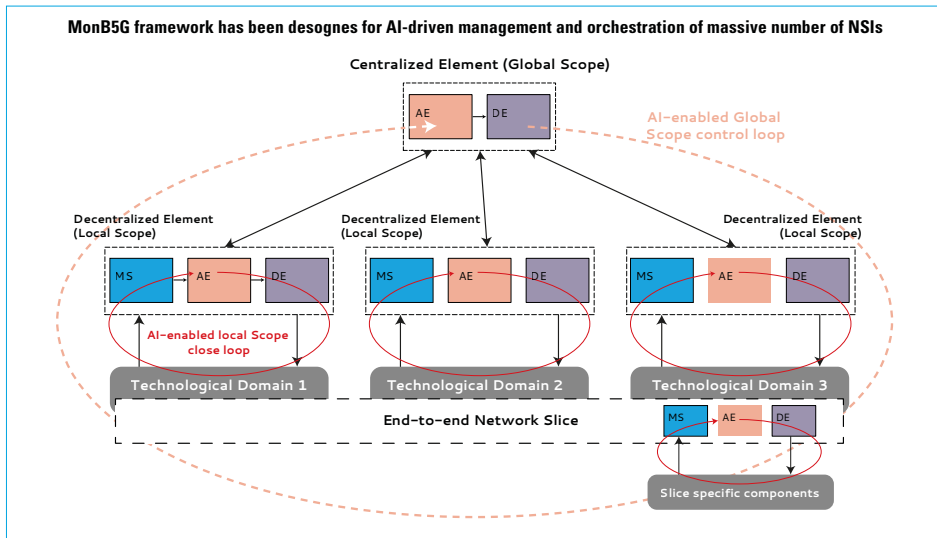 MonB5G framework has been desognes for AI-driven management and orchestration of massive number of NSIs
Centralized Element (Global Scope)
AE
DE
AI-enabled Global
Scope control loop
Decentralized Element
(Local Scope)
Decentralized Element
(Local Scope)
Decentralized Element
(Local Scope)
MS
AE
DE
MS
AE
DE
MS
AE
DE
AI-enabled local Scope
close loop
Technological Domain 1
Technological Domain 2
Technological Domain 3
End-to-end Network Slice
MS
AE
DE
Slice specific components